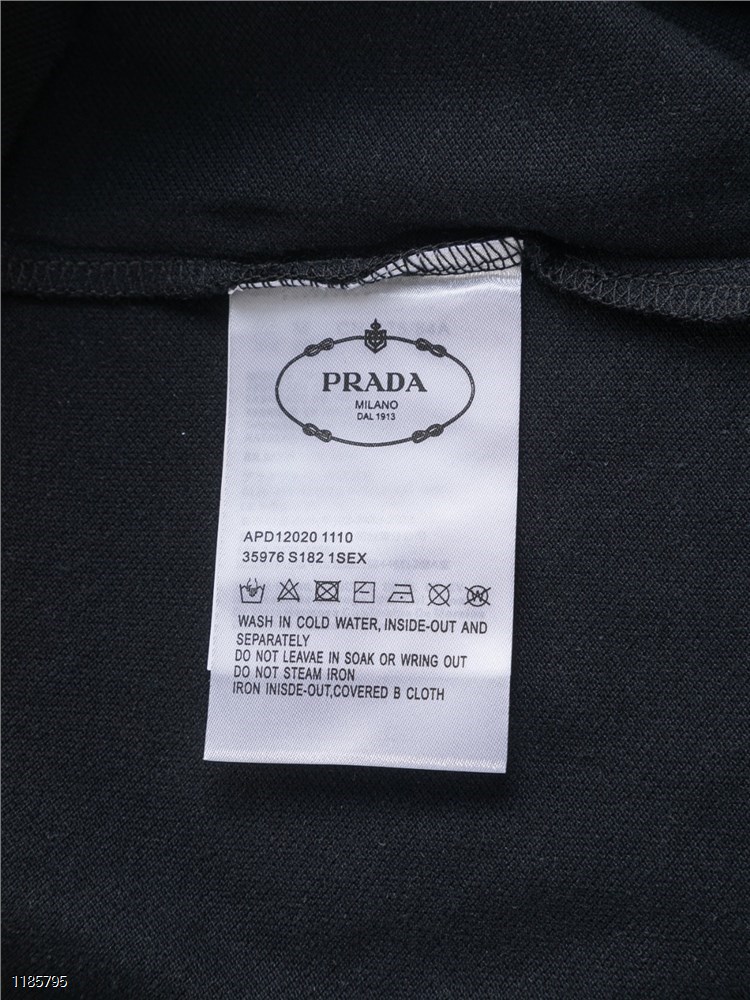 PRADA
MILANO
DAL 1913
APD12020 1110
35976 S182 1SEX
WASH IN COLD WATER, INSIDE-OUT AND
SEPARATELY
DO NOT LEAVAE IN SOAK OR WRING OUT
DO NOT STEAM IRON
IRON INISDE-OUT,COVERED B CLOTH
1185795